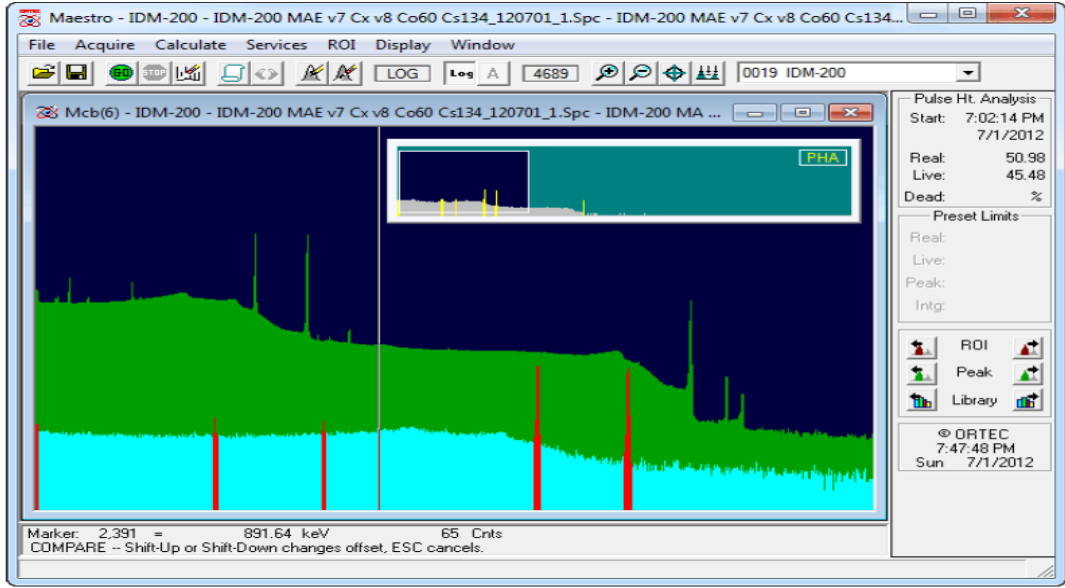 Maestro - IDM-200 - IDM-200 MAE v7 Cx v8 Co60 Cs134_120701_1.Spc - IDM-200 MAE v7 Cx v8 Co60 Cs134...
File Acquire Calculate Services ROI Display Window
GO STOP LOG Log A 4689 0019 IDM-200
Mcb(6) - IDM-200 - IDM-200 MAE v7 Cx v8 Co60 Cs134_120701_1.Spc - IDM-200 MA ...
PHA
Pulse Ht. Analysis
Start: 7:02:14 PM
7/1/2012
Real: 50.98
Live: 45.48
Dead: %
Preset Limits
Real:
Live:
Peak:
Intg:
ROI
Peak
Library
© ORTEC
7:47:48 PM
Sun 7/1/2012
Marker: 2,391 = 891.64 keV 65 Cnts
COMPARE -- Shift-Up or Shift-Down changes offset, ESC cancels.